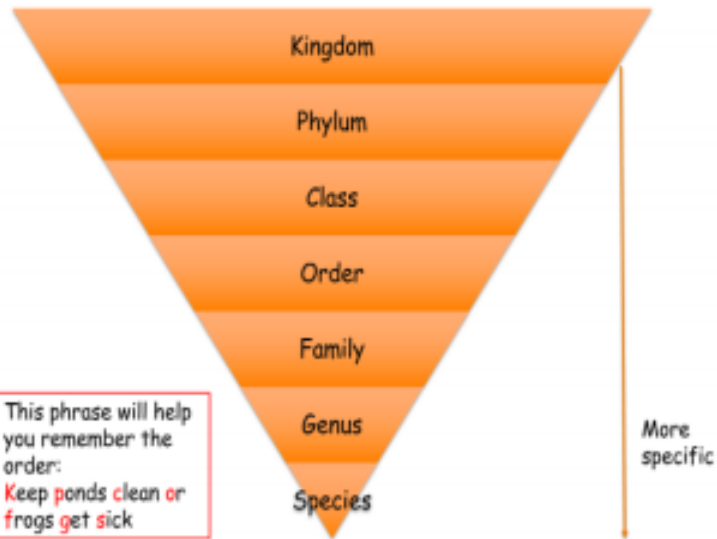 Kingdom
Phylum
Class
Order
Family
Genus
Species
This phrase will help
you remember the
order:
Keep ponds clean or
frogs get sick
More
specific